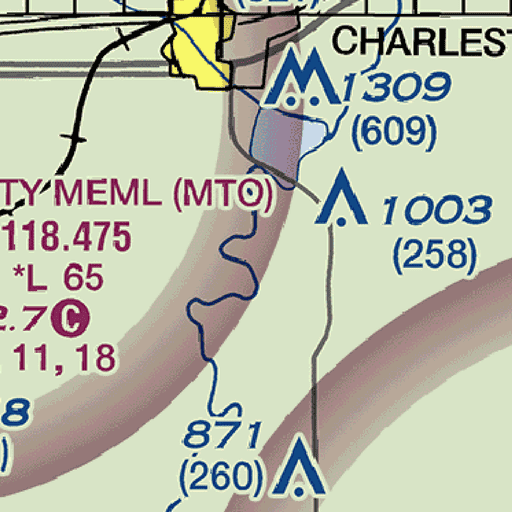 CHARLEST
1309
(609)
TY MEML (MTO)
118.475
1003
(258)
*L 65
2.7 C
11, 18
8
)
871
(260)